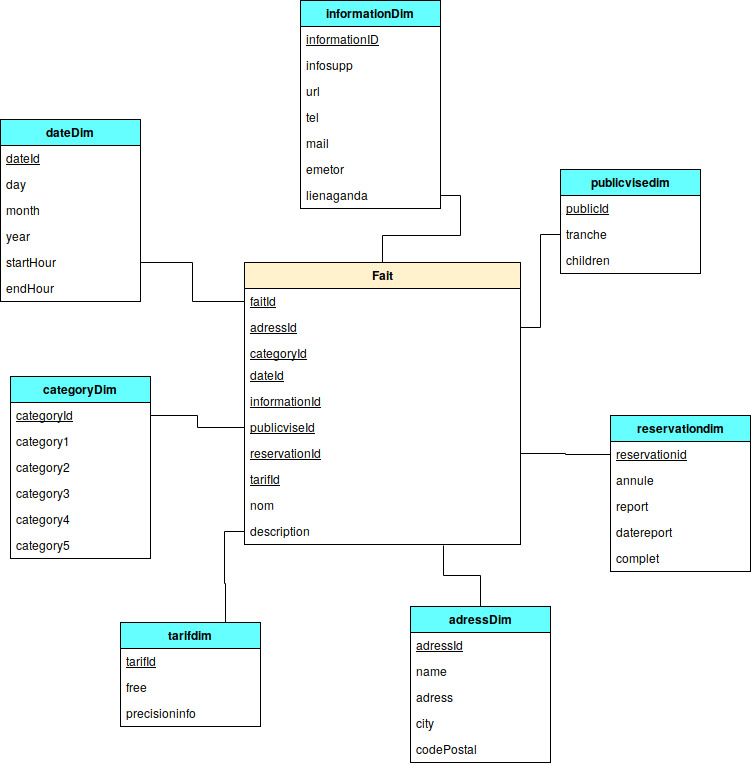 informationDim
informationID
infosupp
url
tel
mail
emetor
lienaganda
dateDim
dateId
day
month
year
startHour
endHour
publicvisedim
publicId
tranche
children
Fait
faitId
adressId
categoryId
dateId
informationId
publicviseId
reservationId
tarifId
nom
description
categoryDim
categoryId
category1
category2
category3
category4
category5
reservationdim
reservationid
annule
report
datereport
complet
tarifdim
tarifId
free
precisioninfo
adressDim
adressId
name
adress
city
codePostal